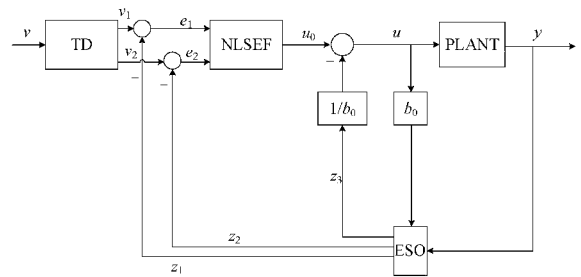 v
TD
v₁
v₂
e₁
e₂
−
−
NLSEF
u₀
−
u
PLANT
y
1/b₀
b₀
z₃
z₂
z₁
ESO